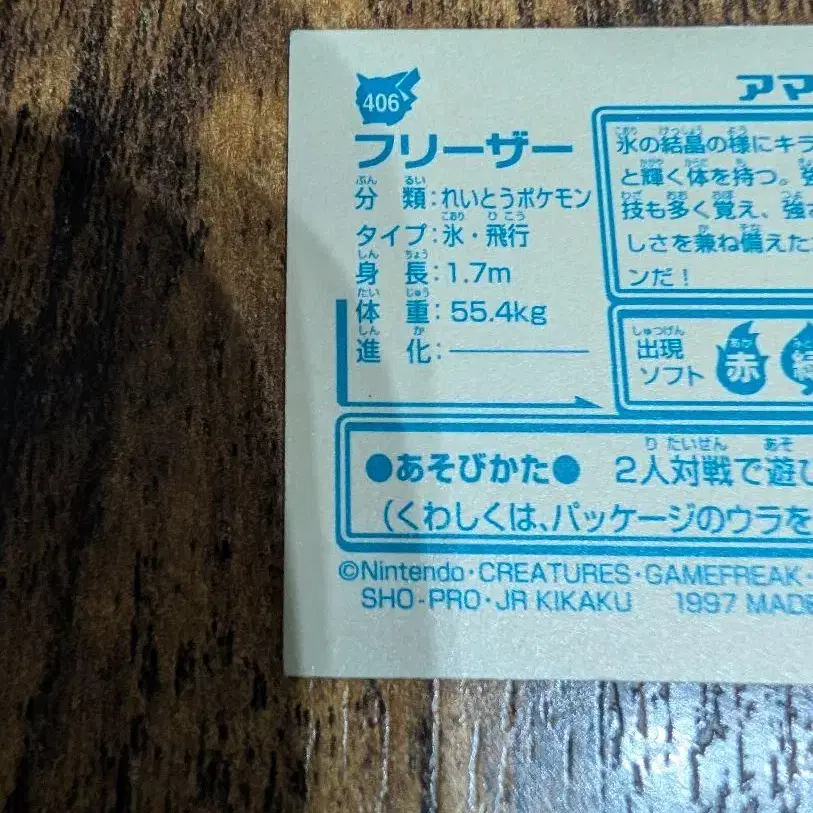 406
アマ
フリーザー
分類:れいとうポケモン
タイプ:氷・飛行
身長:1.7m
体重:55.4kg
進化:————
氷の結晶の様にキラ
と輝く体を持つ。強
技も多く覚え、強さ
しさを兼ね備えた
ンだ！
出現
ソフト
赤
緑
●あそびかた● 2人対戦で遊び
(くわしくは、パッケージのウラを
©Nintendo・CREATURES・GAMEFREAK・
SHO-PRO・JR KIKAKU 1997 MADE